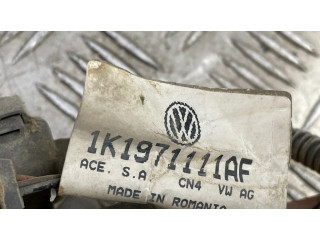 1K1971111AF
ACE. S.A. CN4 VW AG
MADE IN ROMANIA